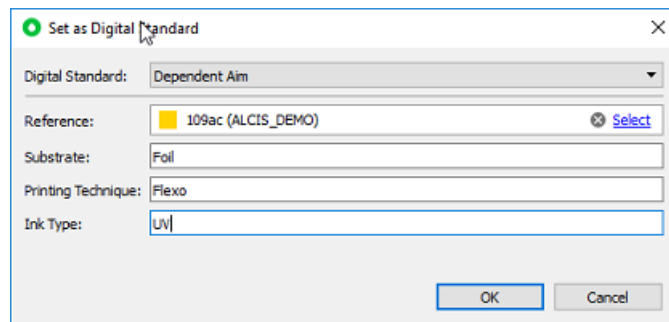 Set as Digital Standard
Digital Standard: Dependent Aim
Reference: 109ac (ALCIS_DEMO) Select
Substrate: Foil
Printing Technique: Flexo
Ink Type: UV
OK Cancel